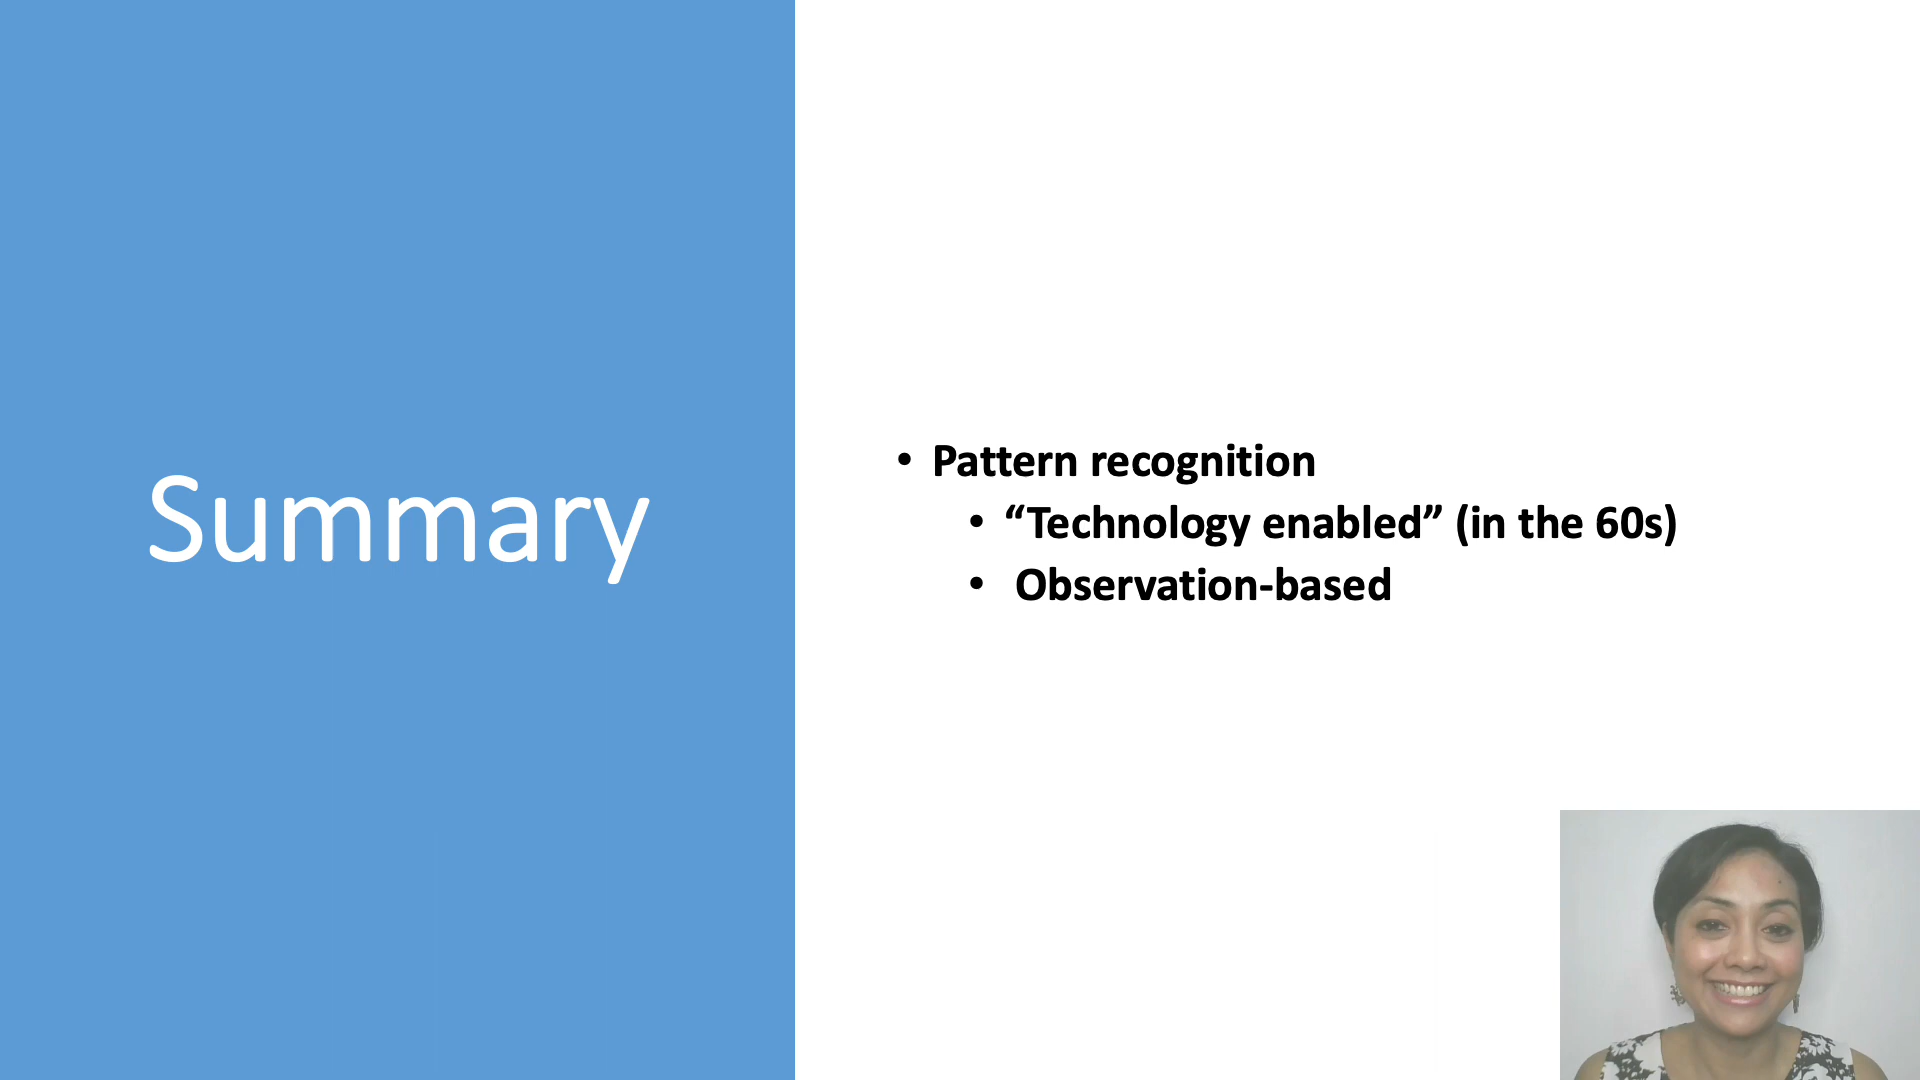 Summary
• Pattern recognition
• “Technology enabled” (in the 60s)
• Observation-based